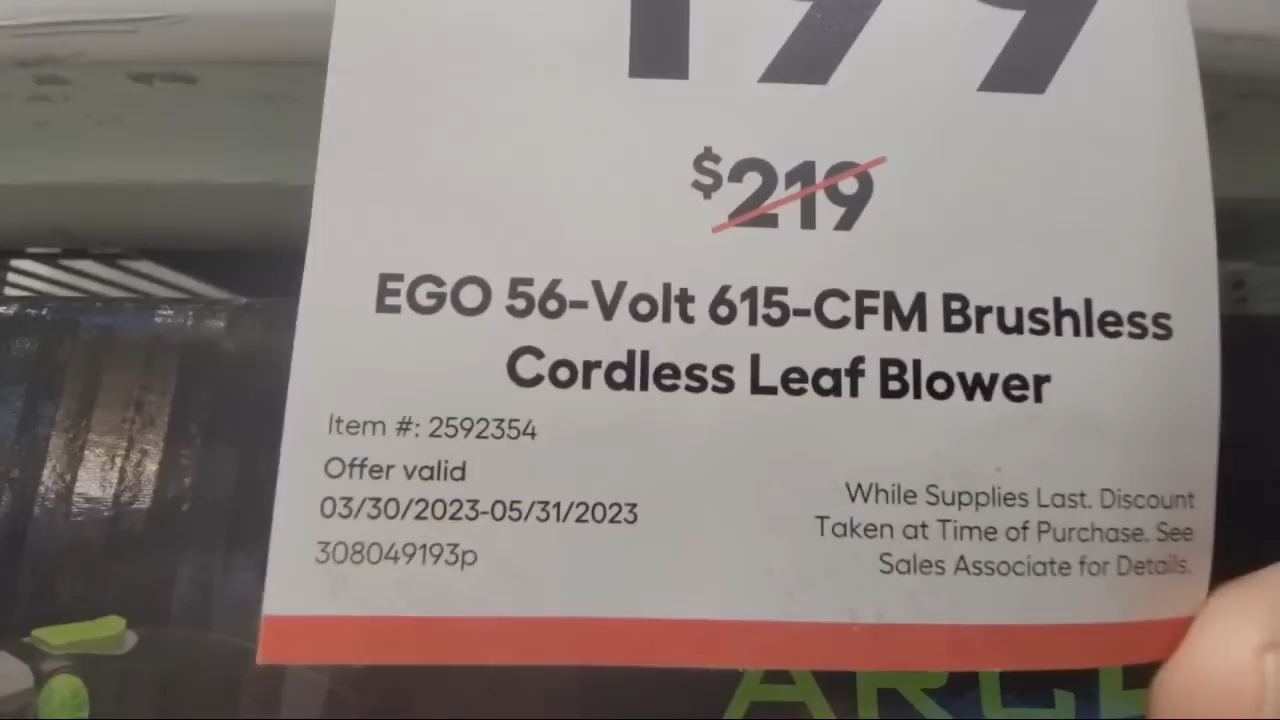 199
$219
EGO 56-Volt 615-CFM Brushless
Cordless Leaf Blower
Item #: 2592354
Offer valid
03/30/2023-05/31/2023
308049193p
While Supplies Last. Discount
Taken at Time of Purchase. See
Sales Associate for Details.